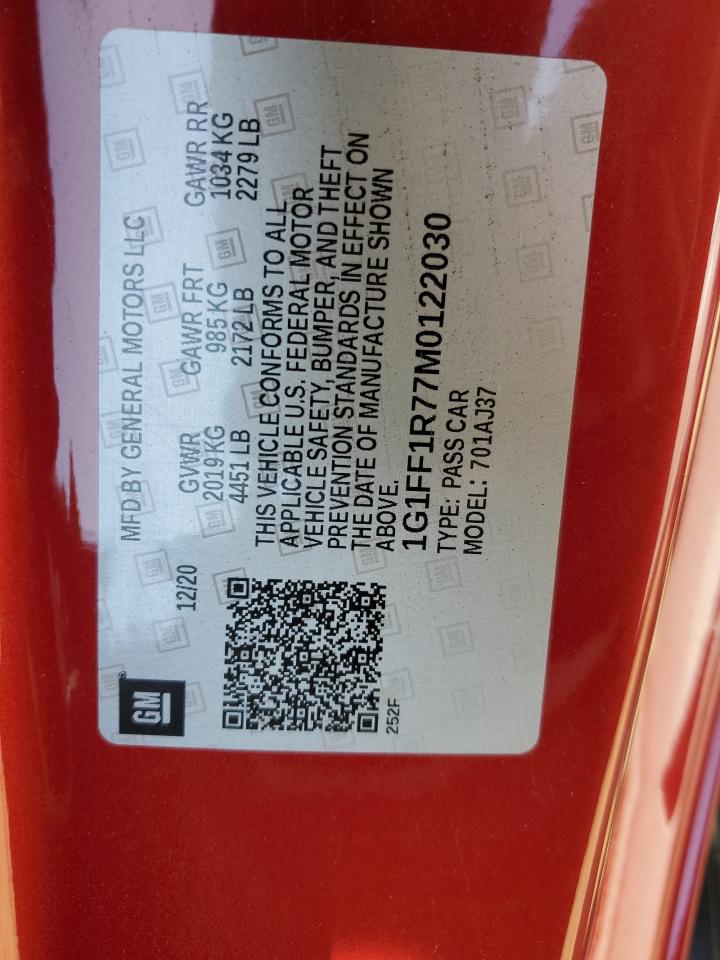 GM
MFD BY GENERAL MOTORS LLC
12/20
GVWR GAWR FRT GAWR RR
2019 KG 985 KG 1034 KG
4451 LB 2172 LB 2279 LB
THIS VEHICLE CONFORMS TO ALL
APPLICABLE U.S. FEDERAL MOTOR
VEHICLE SAFETY, BUMPER, AND THEFT
PREVENTION STANDARDS IN EFFECT ON
THE DATE OF MANUFACTURE SHOWN
ABOVE.
1G1FF1R77M0122030
TYPE: PASS CAR
MODEL: 701AJ37
252F